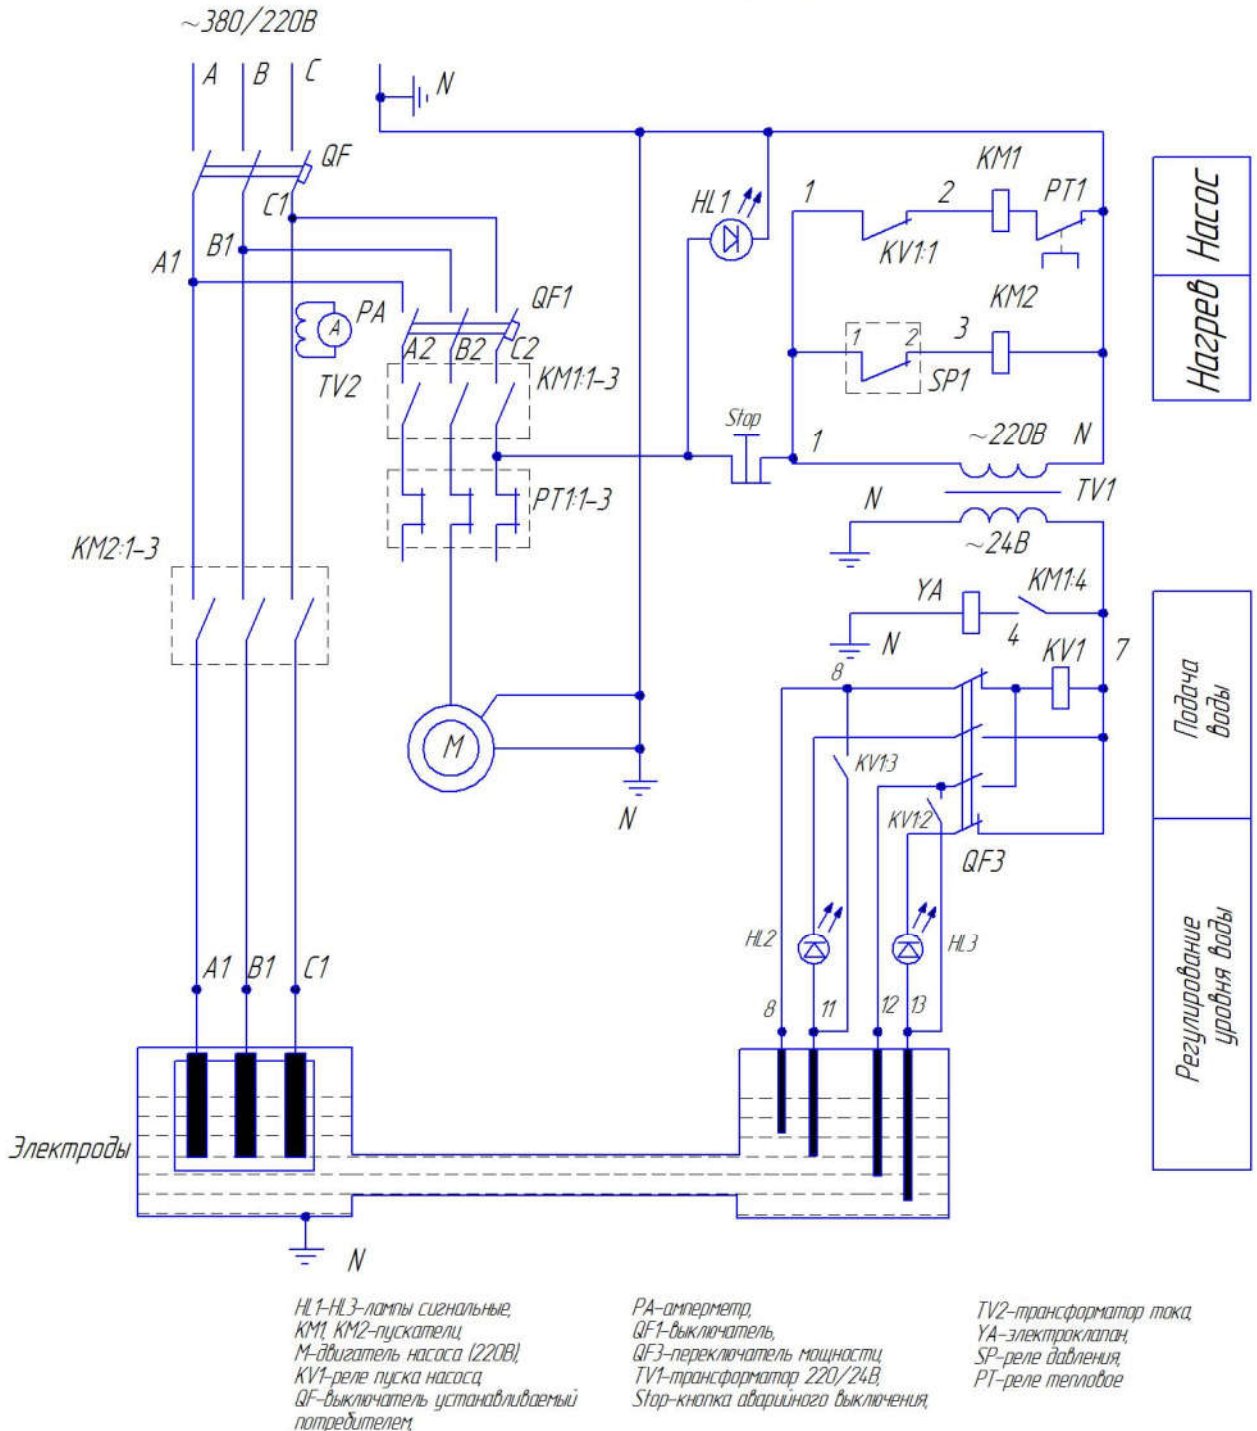 ~380/220В
A B C N
QF
C1
B1
A1
HL1
1 2 KM1 PT1
KV1:1
Насос
QF1
PA
A
A2 B2 C2
KM1:1-3
TV2
KM2
1 2 3
SP1
Нагрев
Stop
1
~220В N
TV1
N
~24В
PT1:1-3
KM2:1-3
YA KM1:4
N 4 KV1 7
8
M
KV1:3
KV1:2
QF3
N
Подача
воды
HL2 HL3
8 11 12 13
Регулирование
уровня воды
A1 B1 C1
Электроды
N
HL1-HL3-лампы сигнальные,
KM1, KM2-пускатели,
M-двигатель насоса (220В),
KV1-реле пуска насоса,
QF-выключатель устанавливаемый
потребителем,
PA-амперметр,
QF1-выключатель,
QF3-переключатель мощности,
TV1-трансформатор 220/24В,
Stop-кнопка аварийного выключения,
TV2-трансформатор тока,
YA-электроклапан,
SP-реле давления,
PT-реле тепловое